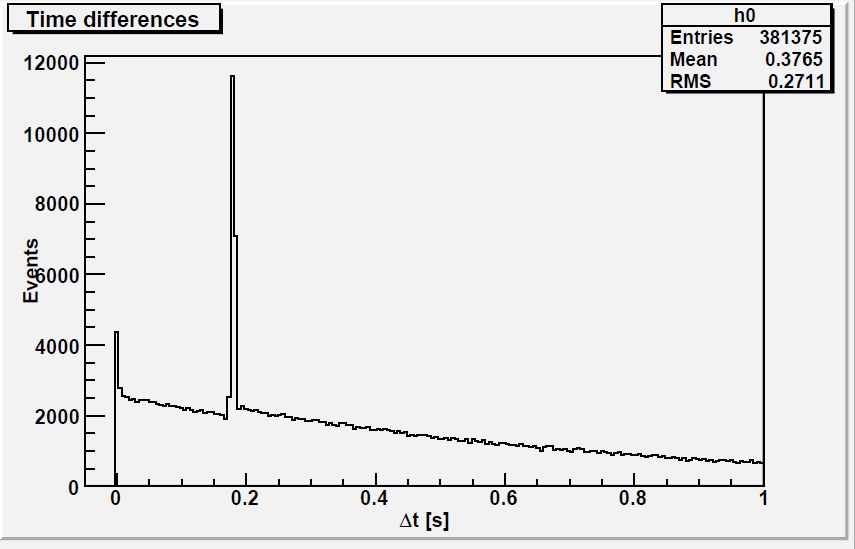 Time differences
h0
Entries 381375
Mean 0.3765
RMS 0.2711
12000
10000
8000
6000
4000
2000
0
Events
0 0.2 0.4 0.6 0.8 1
Δt [s]